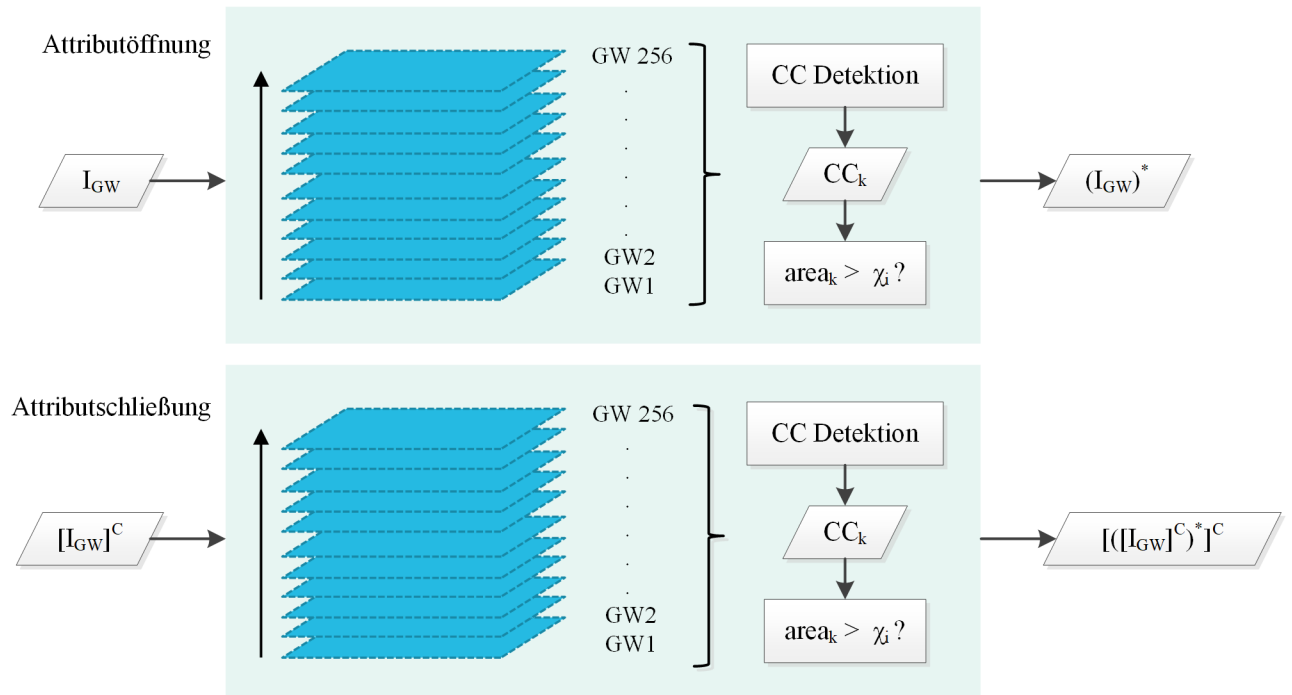 Attributöffnung
I_GW
GW 256
.
.
.
.
.
.
.
GW2
GW1
CC Detektion
CC_k
area_k > χ_i ?
(I_GW)^*
Attributschließung
[I_GW]^C
GW 256
.
.
.
.
.
.
GW2
GW1
CC Detektion
CC_k
area_k > χ_i ?
[([I_GW]^C)^*]^C